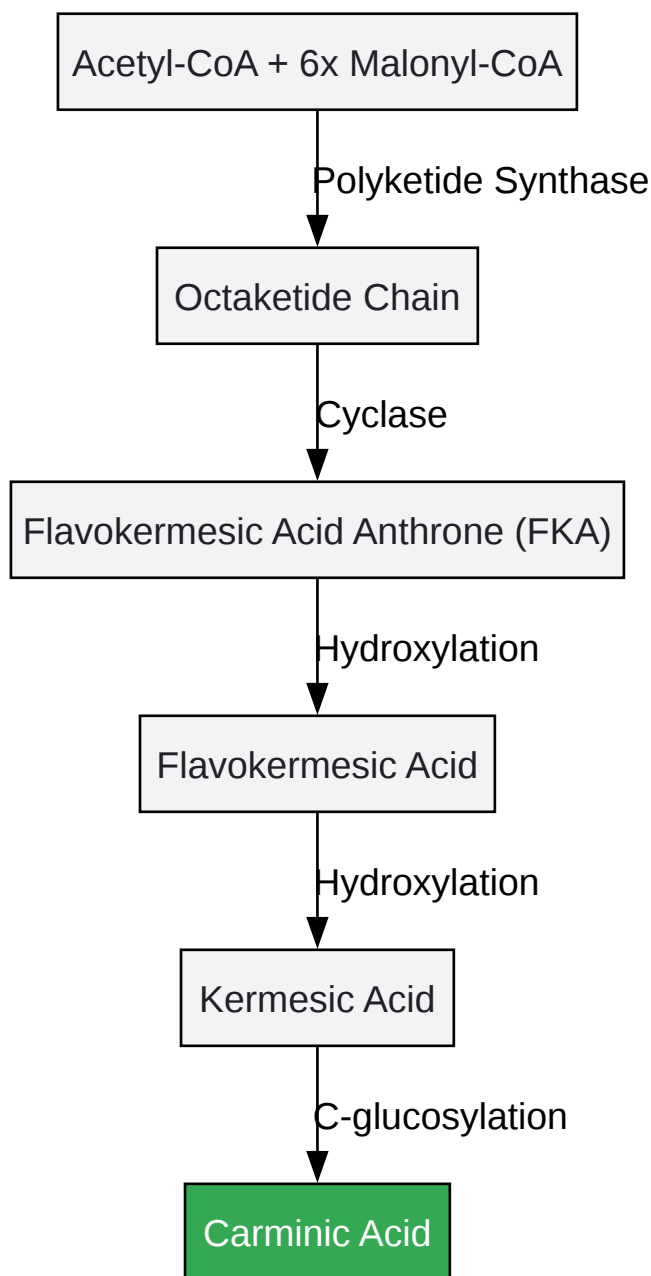 Acetyl-CoA + 6x Malonyl-CoA
Polyketide Synthase
Octaketide Chain
Cyclase
Flavokermesic Acid Anthrone (FKA)
Hydroxylation
Flavokermesic Acid
Hydroxylation
Kermesic Acid
C-glucosylation
Carminic Acid